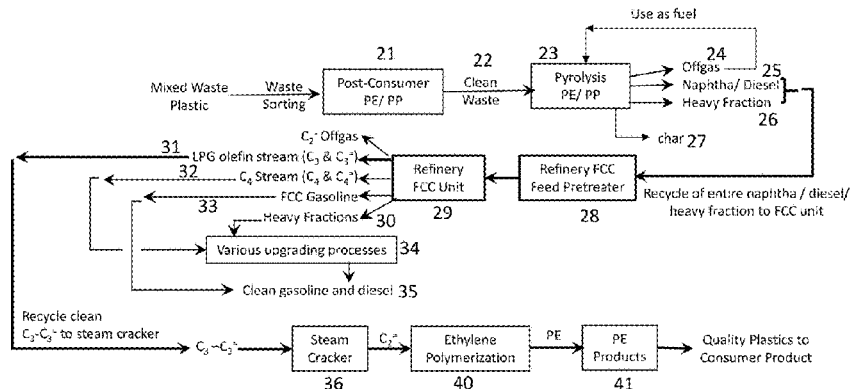 Use as fuel
21
22
23
24
Offgas
Mixed Waste
Plastic
Waste
Sorting
Post-Consumer
PE/ PP
Clean
Waste
Pyrolysis
PE/ PP
Naphtha/ Diesel
25
Heavy Fraction
26
char 27
C₂⁻ Offgas
31
LPG olefin stream (C₃ & C₃⁼)
32
C₄ Stream (C₄ & C₄⁼)
33
FCC Gasoline
Heavy Fractions
30
Refinery
FCC Unit
29
Refinery FCC
Feed Pretreater
28
Recycle of entire naphtha / diesel/
heavy fraction to FCC unit
Various upgrading processes
34
Clean gasoline and diesel
35
Recycle clean
C₃-C₃⁼ to steam cracker
C₃ –C₃⁼
Steam
Cracker
36
C₂⁼
Ethylene
Polymerization
40
PE
PE
Products
41
Quality Plastics to
Consumer Product